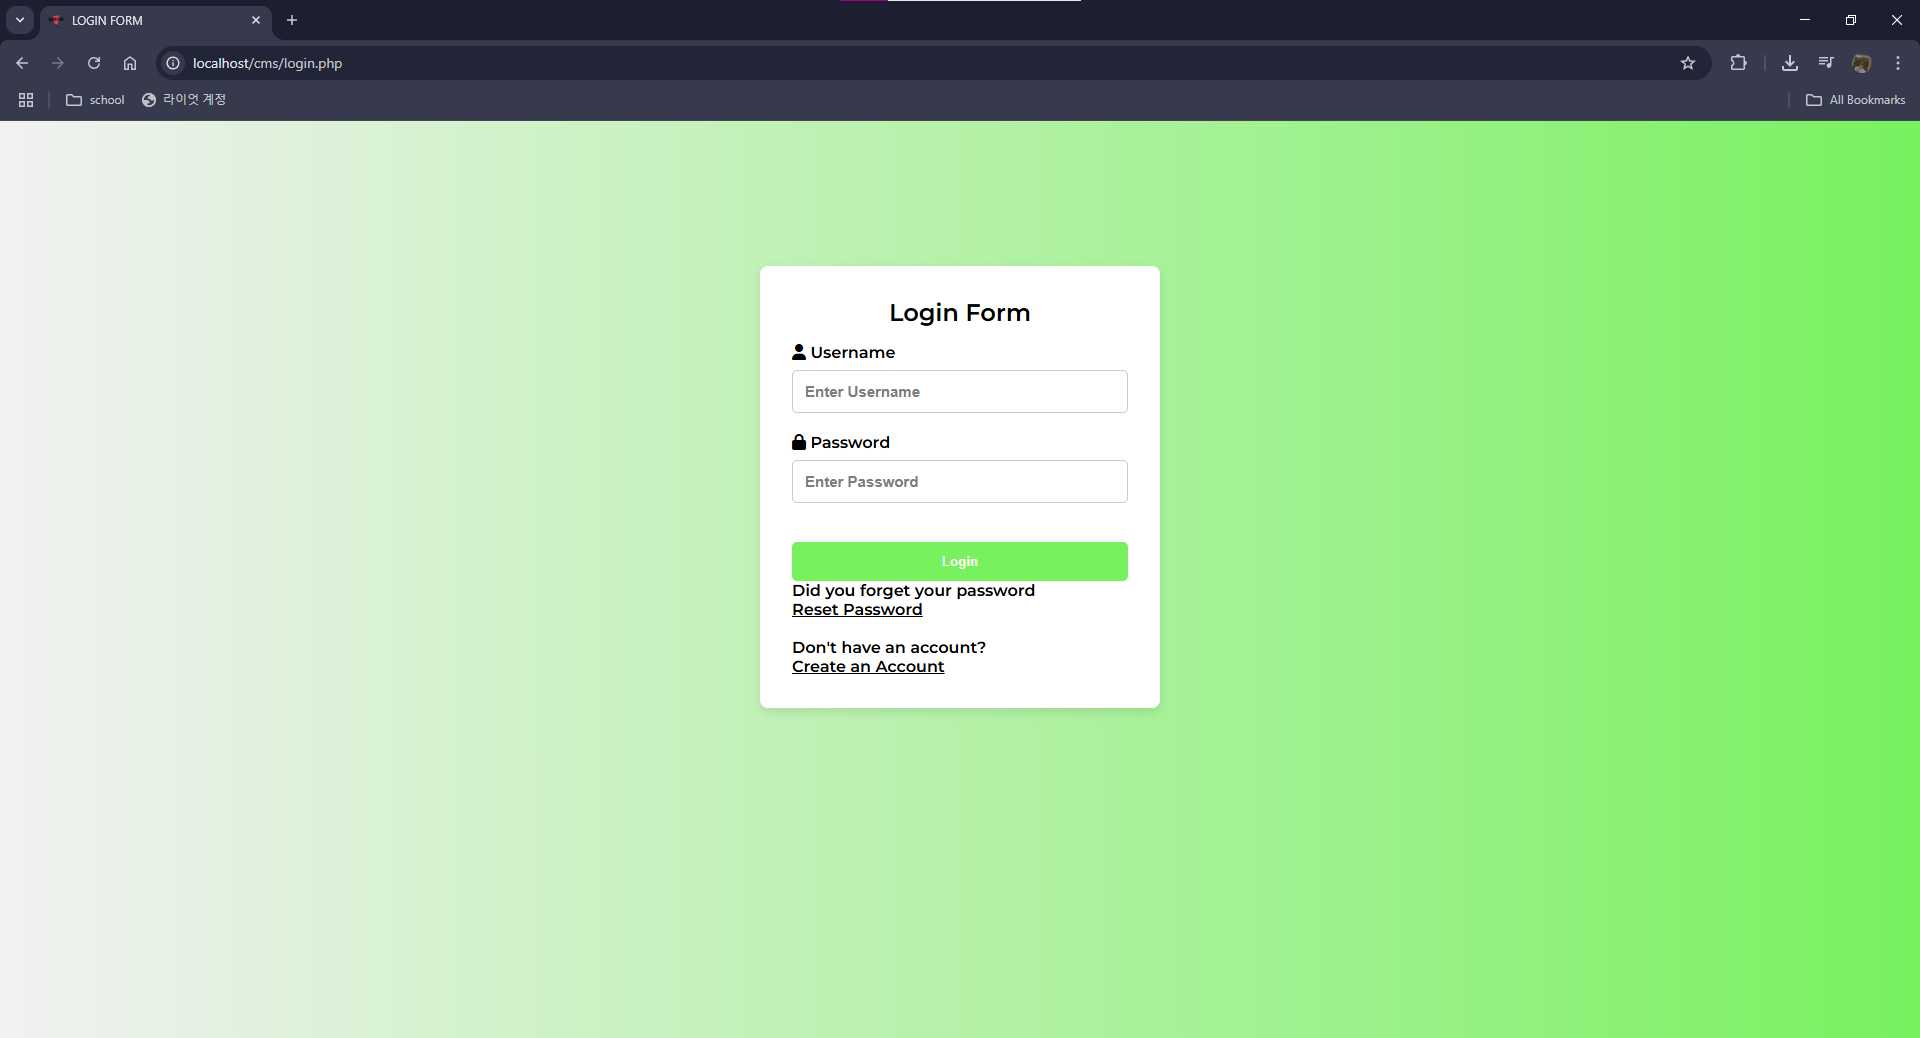 LOGIN FORM
localhost/cms/login.php
school
라이엇 계정
All Bookmarks
Login Form
Username
Enter Username
Password
Enter Password
Login
Did you forget your password
Reset Password
Don't have an account?
Create an Account